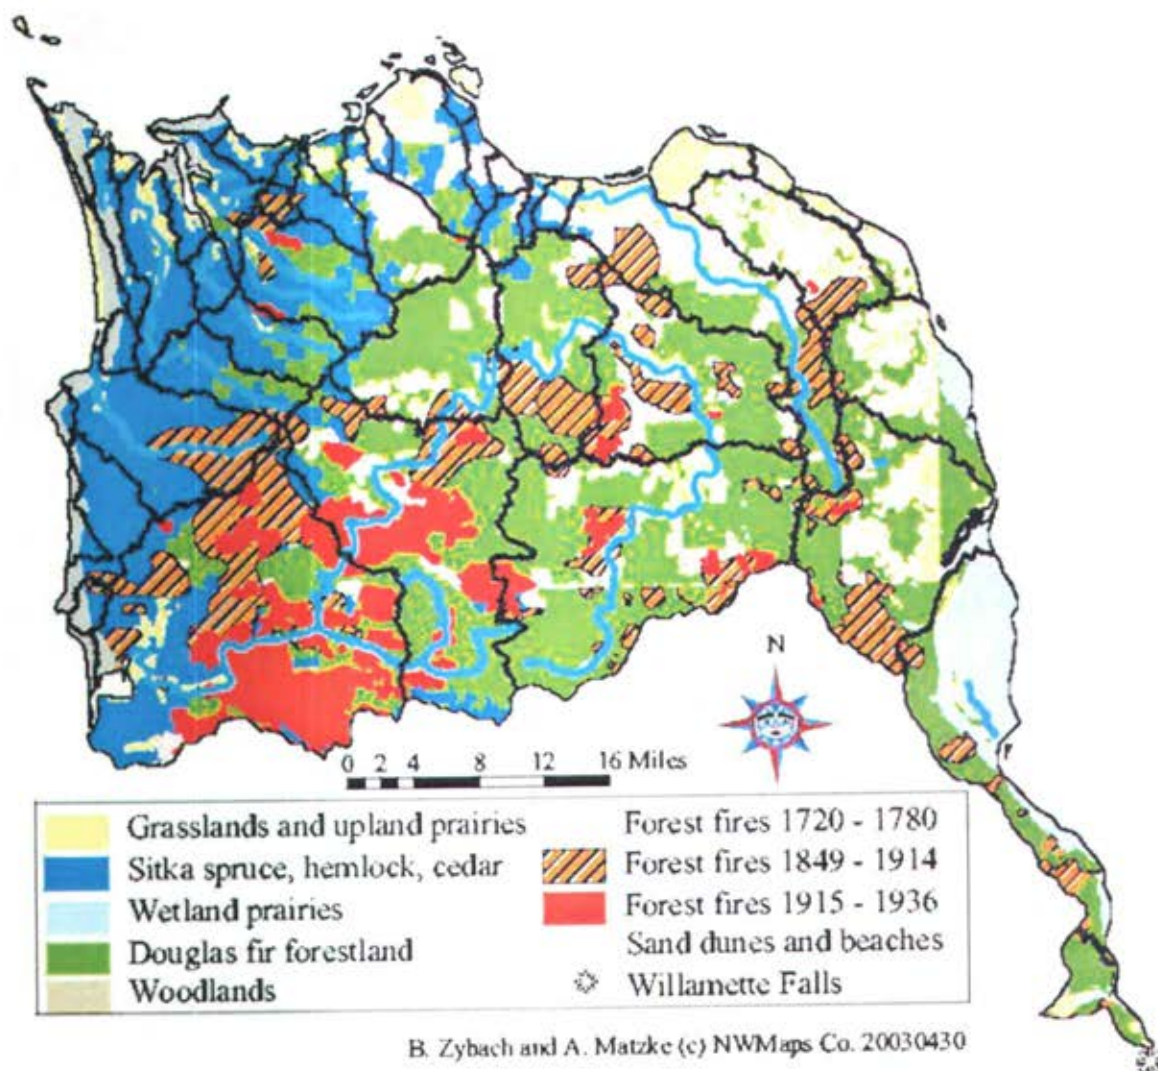 N
0 2 4 8 12 16 Miles
Grasslands and upland prairies
Sitka spruce, hemlock, cedar
Wetland prairies
Douglas fir forestland
Woodlands
Forest fires 1720 - 1780
Forest fires 1849 - 1914
Forest fires 1915 - 1936
Sand dunes and beaches
Willamette Falls
B. Zybach and A. Matzke (c) NWMaps Co. 20030430